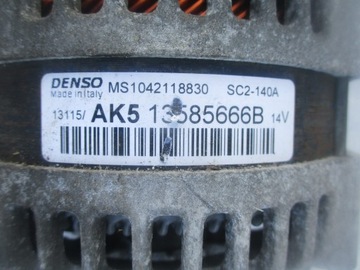 DENSO MS1042118830 SC2-140A
Made in Italy
13115/ AK5 13585666B 14V